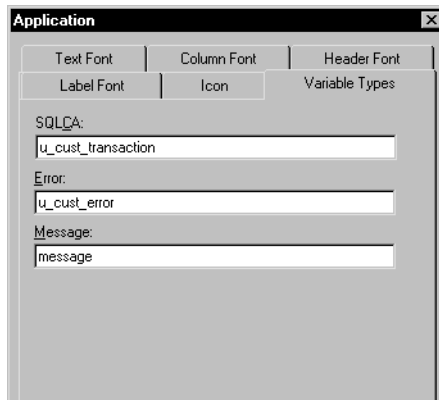 Application
Text Font Column Font Header Font
Label Font Icon Variable Types
SQLCA:
u_cust_transaction
Error:
u_cust_error
Message:
message